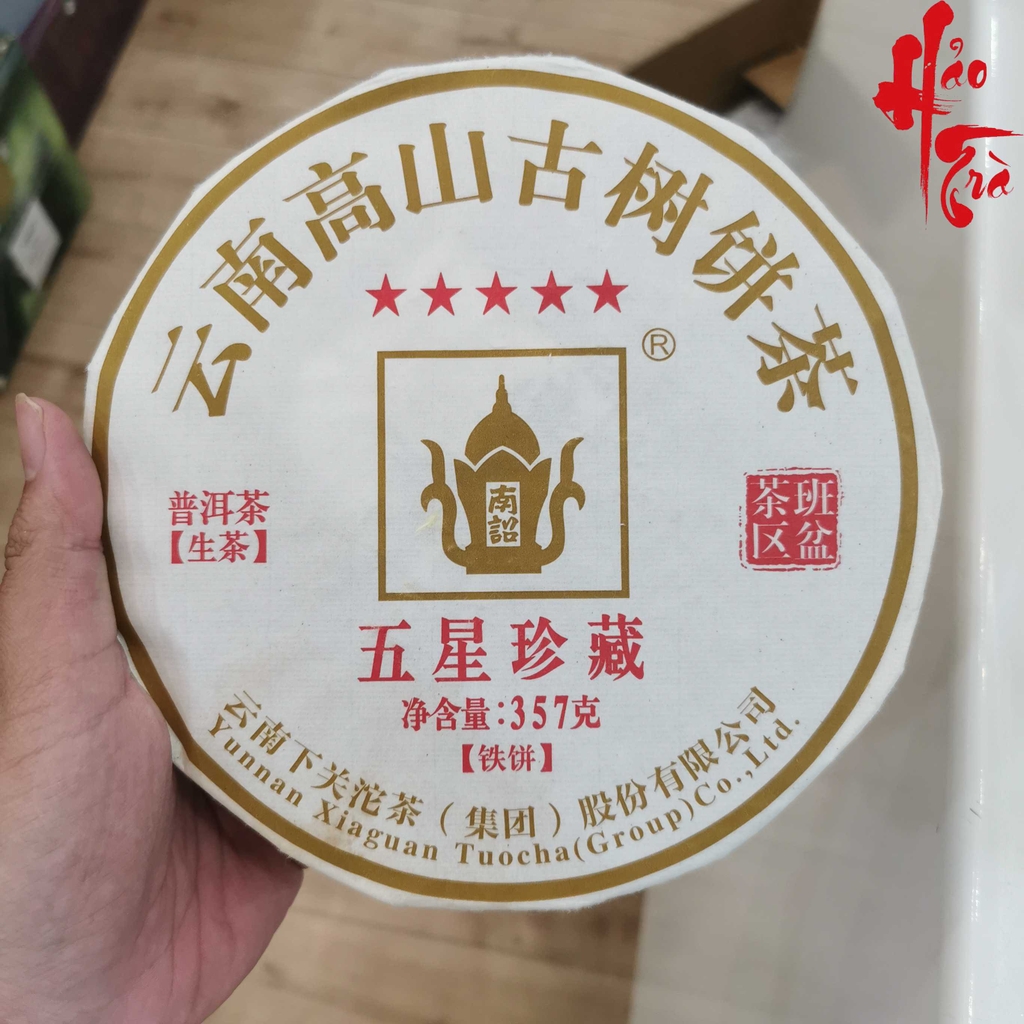 Hảo
Trà
云南高山古树饼茶
★★★★★
®
南
詔
普洱茶
【生茶】
班盆
茶区
五星珍藏
净含量:357克
【铁饼】
云南下关沱茶（集团）股份有限公司
Yunnan Xiaguan Tuocha(Group)Co.,Ltd.